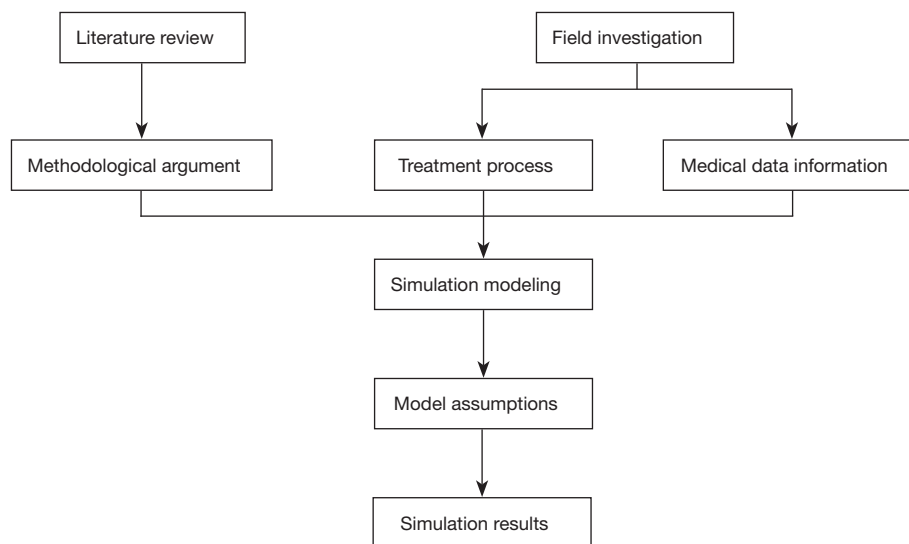 Literature review
Field investigation
Methodological argument
Treatment process
Medical data information
Simulation modeling
Model assumptions
Simulation results